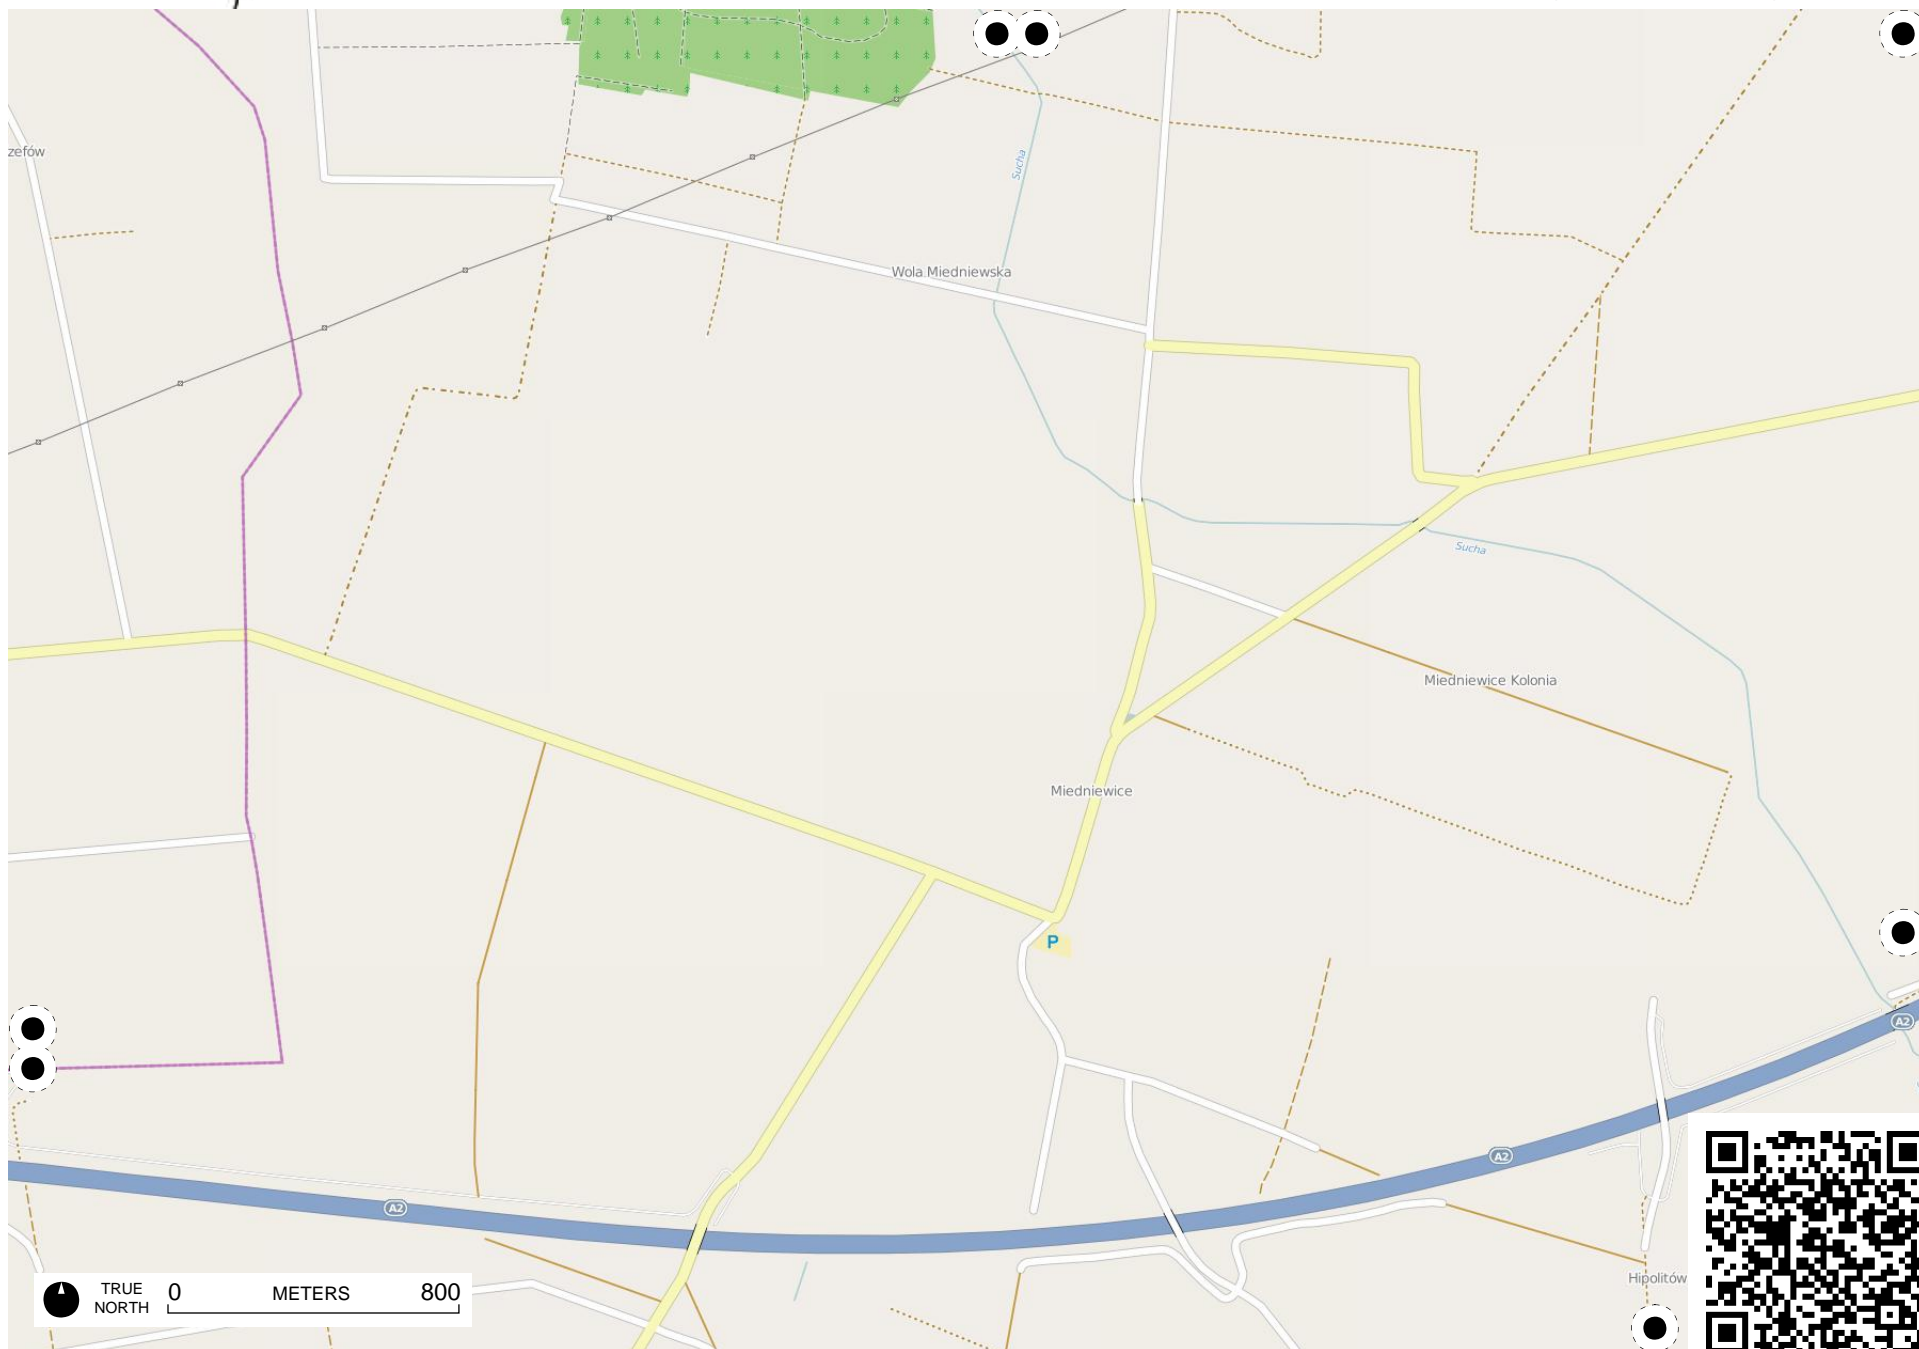 zefów
Sucha
Wola Miedniewska
Sucha
Miedniewice Kolonia
Miedniewice
P
A2
A2
A2
Hipolitów
TRUE
NORTH
0 METERS 800